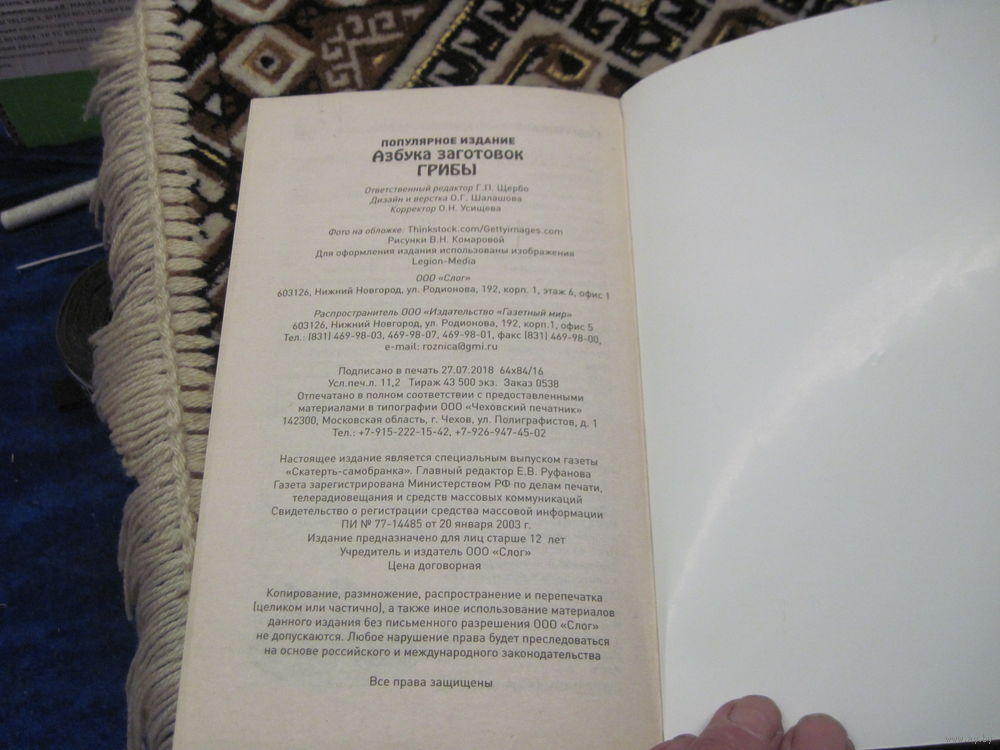 ПОПУЛЯРНОЕ ИЗДАНИЕ
Азбука заготовок
ГРИБЫ
Ответственный редактор Г.П. Щербо
Дизайн и верстка О.Г. Шалашова
Корректор О.Н. Усищева
Фото на обложке: Thinkstock.com/Gettyimages.com
Рисунки В.Н. Комаровой
Для оформления издания использованы изображения
Legion-Media
ООО «Слог»
603126, Нижний Новгород, ул. Родионова, 192, корп. 1, этаж 6, офис 1
Распространитель ООО «Издательство «Газетный мир»
603126, Нижний Новгород, ул. Родионова, 192, корп.1, офис 5
Тел.: (831) 469-98-03, 469-98-07, 469-98-01, факс (831) 469-98-00,
e-mail: roznica@gmi.ru
Подписано в печать 27.07.2018 64x84/16
Усл.печ.л. 11,2 Тираж 43 500 экз. Заказ 0538
Отпечатано в полном соответствии с предоставленными
материалами в типографии ООО «Чеховский печатник»
142300, Московская область, г. Чехов, ул. Полиграфистов, д. 1
Тел.: +7-915-222-15-42, +7-926-947-45-02
Настоящее издание является специальным выпуском газеты
«Скатерть-самобранка». Главный редактор Е.В. Руфанова
Газета зарегистрирована Министерством РФ по делам печати,
телерадиовещания и средств массовых коммуникаций
Свидетельство о регистрации средства массовой информации
ПИ № 77-14485 от 20 января 2003 г.
Издание предназначено для лиц старше 12 лет
Учредитель и издатель ООО «Слог»
Цена договорная
Копирование, размножение, распространение и перепечатка
(целиком или частично), а также иное использование материалов
данного издания без письменного разрешения ООО «Слог»
не допускаются. Любое нарушение права будет преследоваться
на основе российского и международного законодательства
Все права защищены